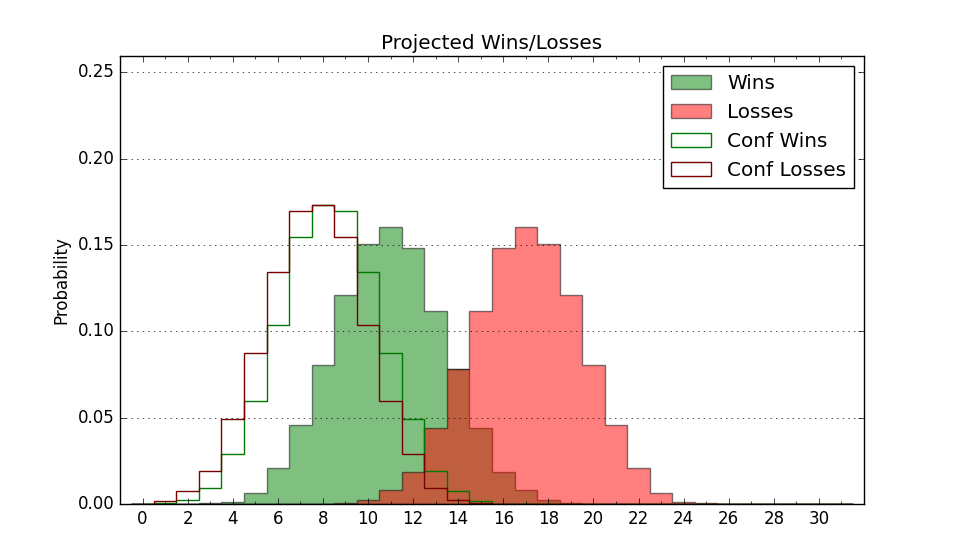 Projected Wins/Losses
0.25
0.20
0.15
0.10
0.05
0.00
Probability
Wins
Losses
Conf Wins
Conf Losses
0 2 4 6 8 10 12 14 16 18 20 22 24 26 28 30